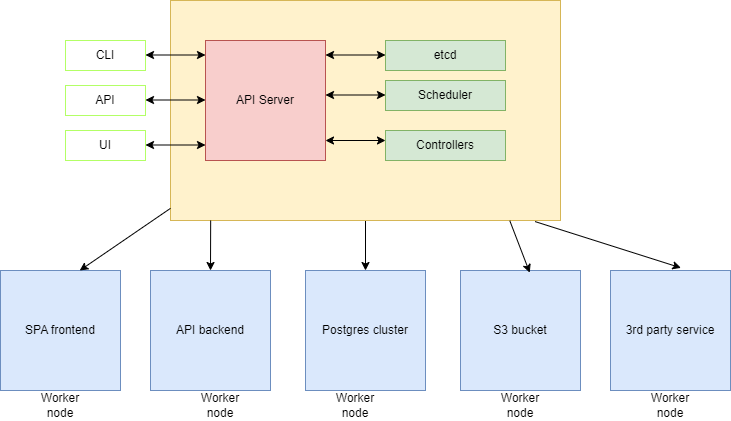 CLI
API
UI
API Server
etcd
Scheduler
Controllers
SPA frontend
API backend
Postgres cluster
S3 bucket
3rd party service
Worker
node
Worker
node
Worker
node
Worker
node
Worker
node